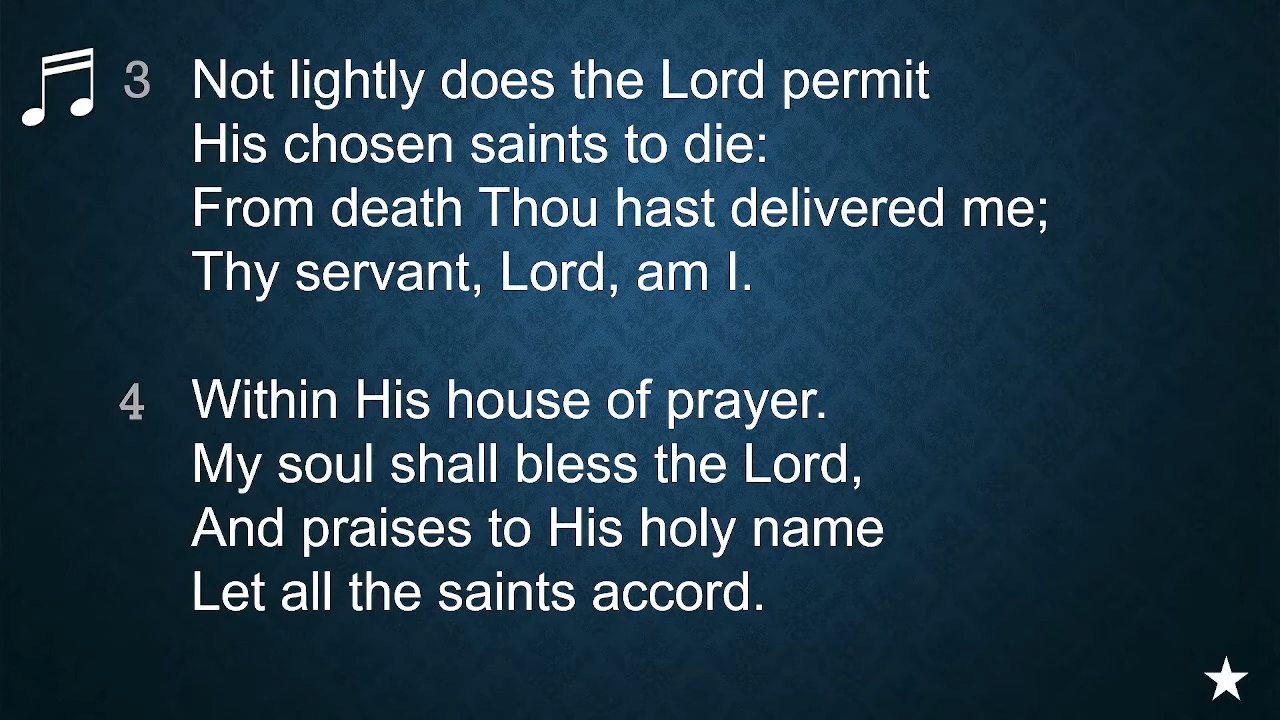 3 Not lightly does the Lord permit
His chosen saints to die:
From death Thou hast delivered me;
Thy servant, Lord, am I.
4 Within His house of prayer.
My soul shall bless the Lord,
And praises to His holy name
Let all the saints accord.